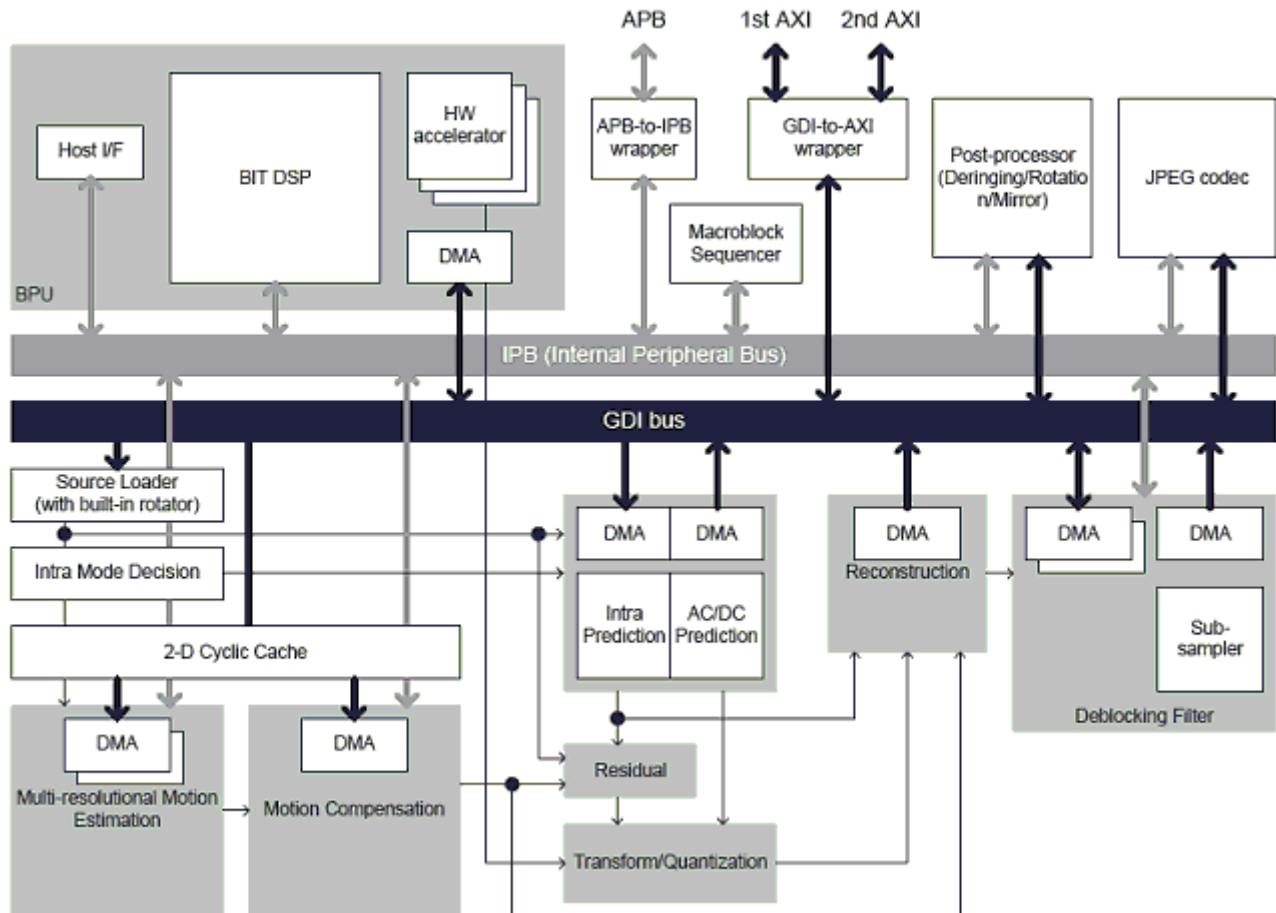 APB
1st AXI
2nd AXI
Host I/F
BIT DSP
HW
accelerator
DMA
BPU
APB-to-IPB
wrapper
GDI-to-AXI
wrapper
Macroblock
Sequencer
Post-processor
(Deringing/Rotatio
n/Mirror)
JPEG codec
IPB (Internal Peripheral Bus)
GDI bus
Source Loader
(with built-in rotator)
Intra Mode Decision
2-D Cyclic Cache
DMA
Multi-resolutional Motion
Estimation
DMA
Motion Compensation
DMA
DMA
Intra
Prediction
AC/DC
Prediction
Residual
Transform/Quantization
DMA
Reconstruction
DMA
DMA
Sub-
sampler
Deblocking Filter